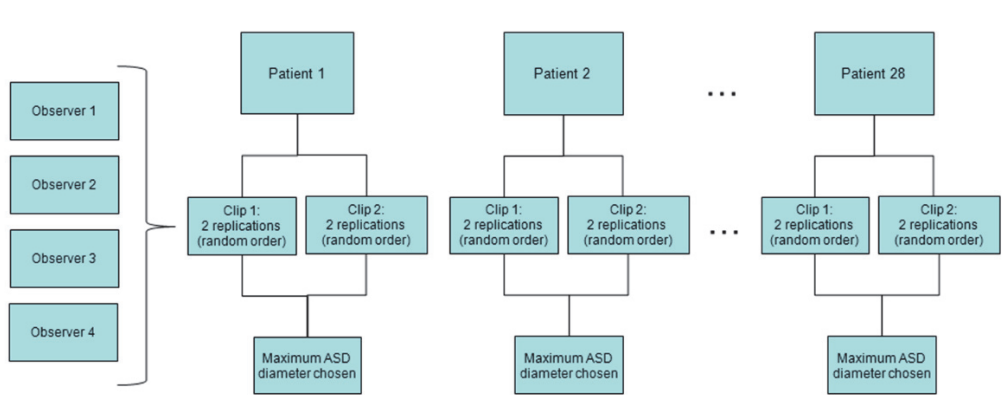 Observer 1
Observer 2
Observer 3
Observer 4
Patient 1
Clip 1:
2 replications
(random order)
Clip 2:
2 replications
(random order)
Maximum ASD
diameter chosen
Patient 2
Clip 1:
2 replications
(random order)
Clip 2:
2 replications
(random order)
Maximum ASD
diameter chosen
...
...
Patient 28
Clip 1:
2 replications
(random order)
Clip 2:
2 replications
(random order)
Maximum ASD
diameter chosen